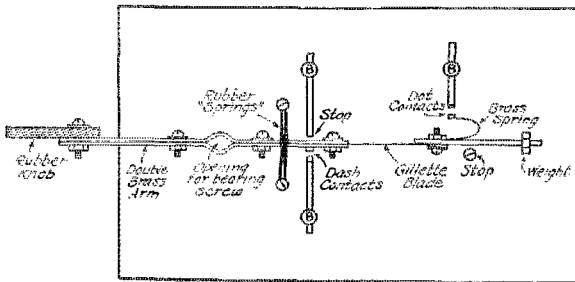 B
B
Rubber
"Springs"
Stop
Dot
Contacts
Brass
Spring
Rubber
Knob
Double
Brass
Arm
Opening
for bearing
screw
Dash
Contacts
Gillette
Blade
Stop
Weight
B